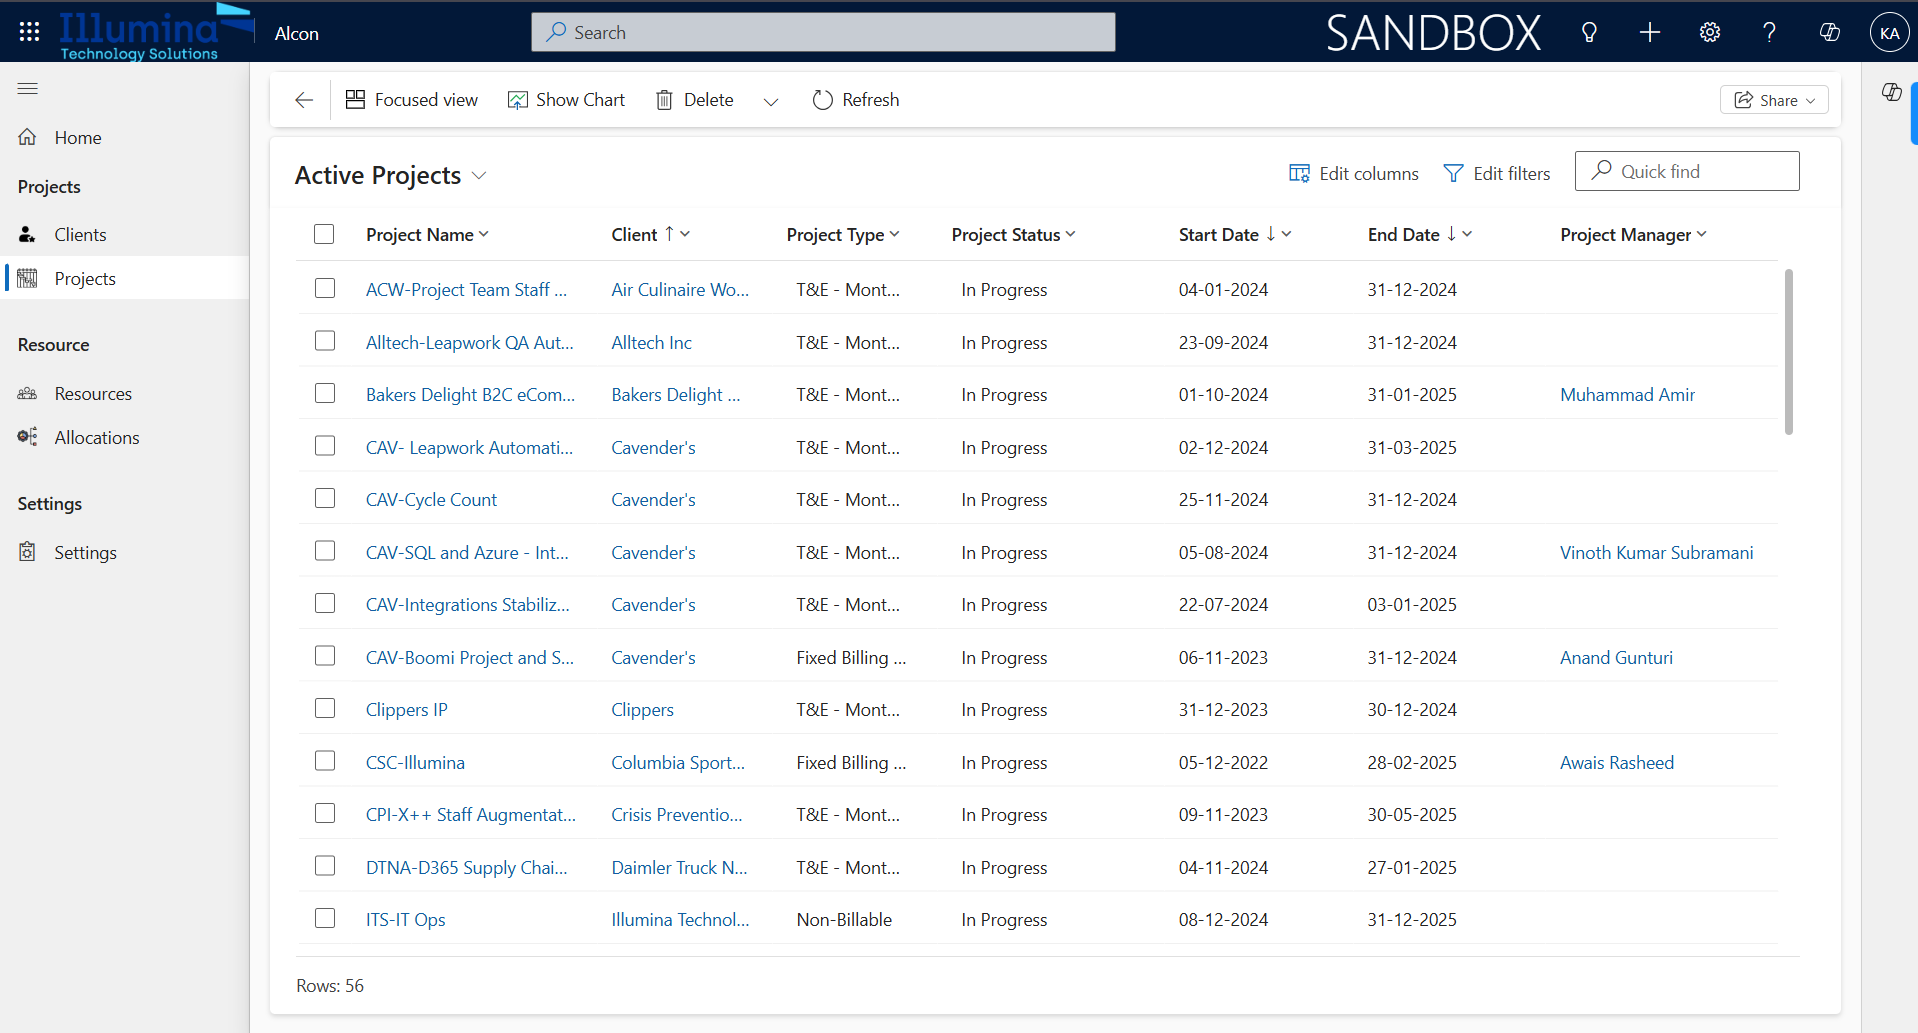 Illumina
Technology Solutions
Alcon
Search
SANDBOX
KA
Home
Projects
Clients
Projects
Resource
Resources
Allocations
Settings
Settings
Focused view Show Chart Delete Refresh Share
Active Projects Edit columns Edit filters Quick find
Project Name Client ↑ Project Type Project Status Start Date ↓ End Date ↓ Project Manager
ACW-Project Team Staff ... Air Culinaire Wo... T&E - Mont... In Progress 04-01-2024 31-12-2024
Alltech-Leapwork QA Aut... Alltech Inc T&E - Mont... In Progress 23-09-2024 31-12-2024
Bakers Delight B2C eCom... Bakers Delight ... T&E - Mont... In Progress 01-10-2024 31-01-2025 Muhammad Amir
CAV- Leapwork Automati... Cavender's T&E - Mont... In Progress 02-12-2024 31-03-2025
CAV-Cycle Count Cavender's T&E - Mont... In Progress 25-11-2024 31-12-2024
CAV-SQL and Azure - Int... Cavender's T&E - Mont... In Progress 05-08-2024 31-12-2024 Vinoth Kumar Subramani
CAV-Integrations Stabiliz... Cavender's T&E - Mont... In Progress 22-07-2024 03-01-2025
CAV-Boomi Project and S... Cavender's Fixed Billing ... In Progress 06-11-2023 31-12-2024 Anand Gunturi
Clippers IP Clippers T&E - Mont... In Progress 31-12-2023 30-12-2024
CSC-Illumina Columbia Sport... Fixed Billing ... In Progress 05-12-2022 28-02-2025 Awais Rasheed
CPI-X++ Staff Augmentat... Crisis Preventio... T&E - Mont... In Progress 09-11-2023 30-05-2025
DTNA-D365 Supply Chai... Daimler Truck N... T&E - Mont... In Progress 04-11-2024 27-01-2025
ITS-IT Ops Illumina Technol... Non-Billable In Progress 08-12-2024 31-12-2025
Rows: 56